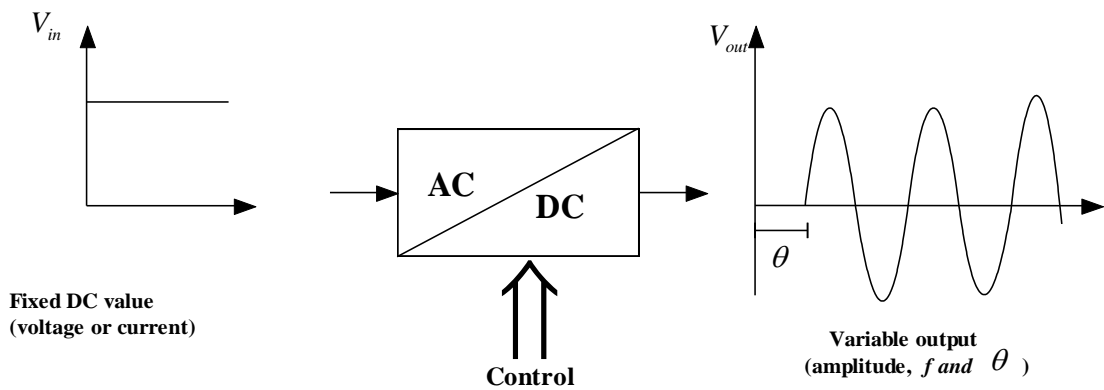 V_in
Fixed DC value
(voltage or current)
AC
DC
Control
V_out
θ
Variable output
(amplitude, f and θ )